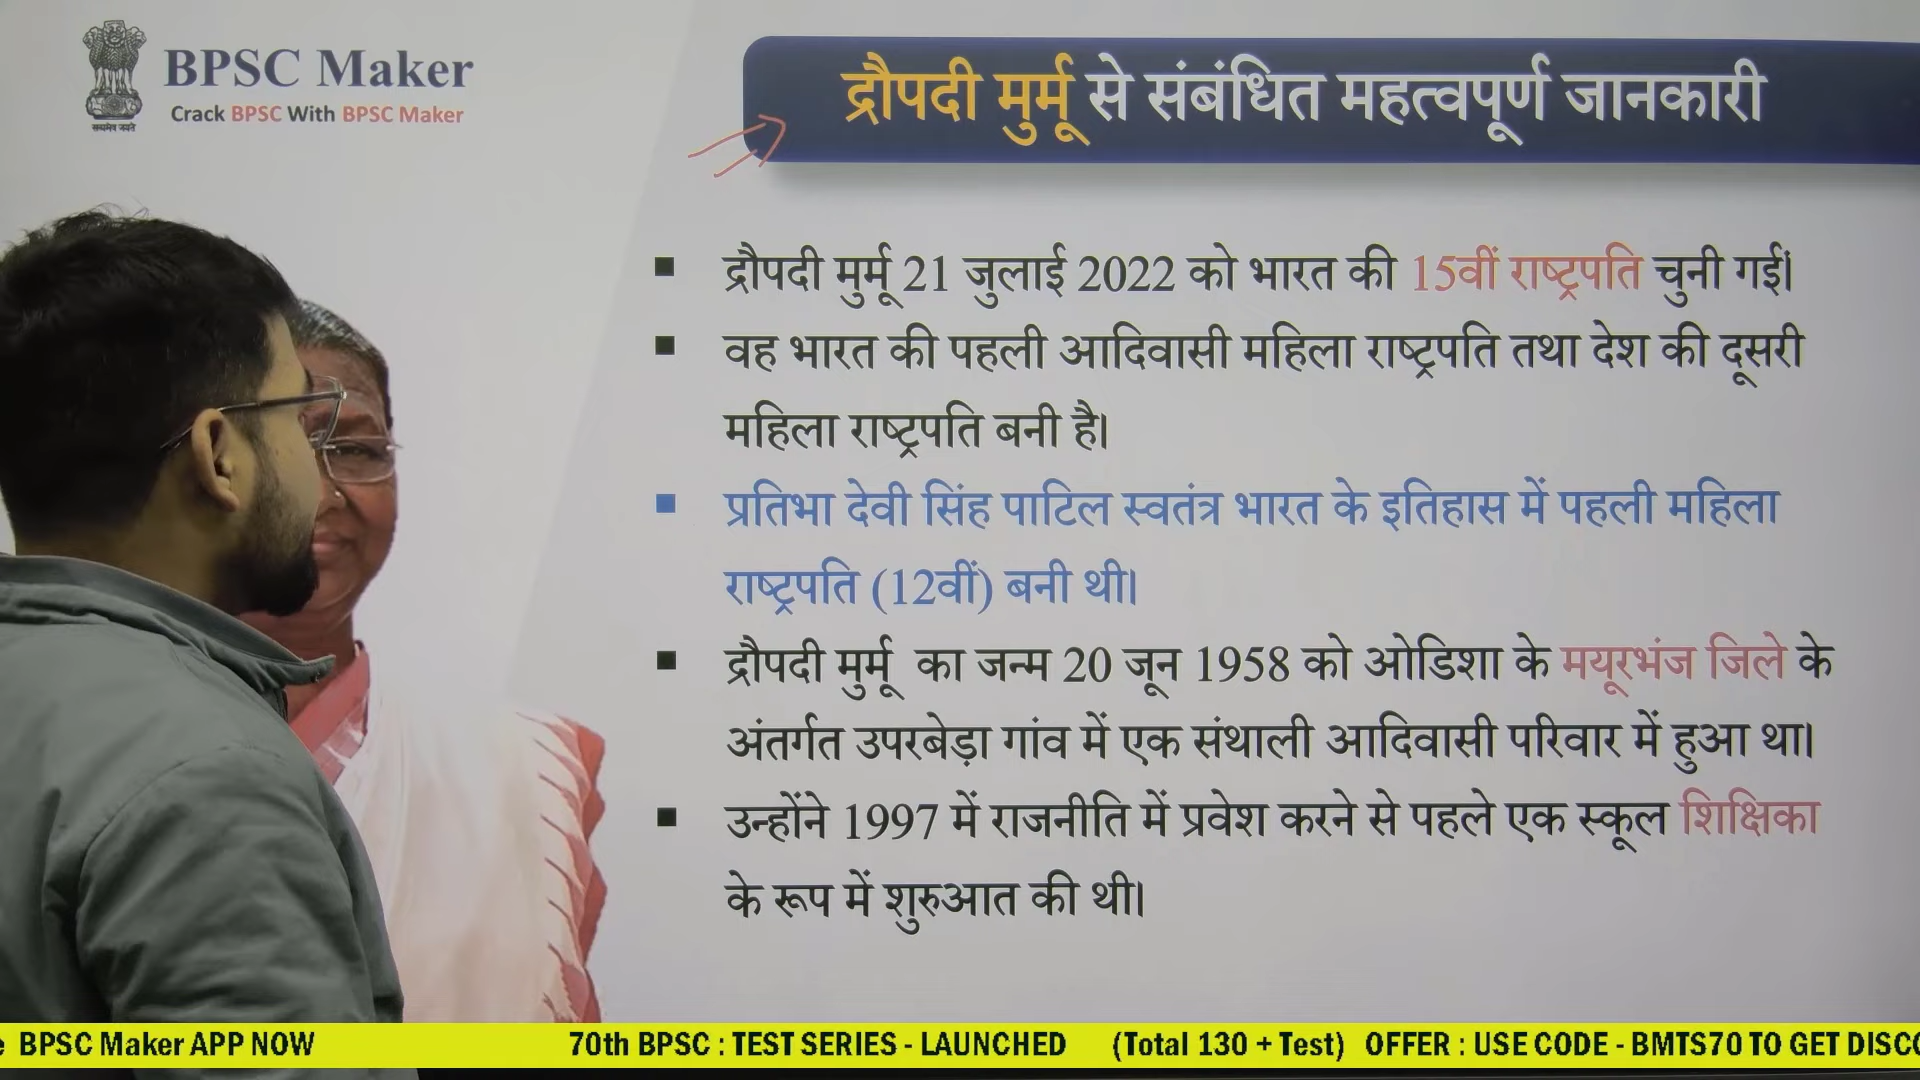 BPSC Maker
Crack BPSC With BPSC Maker
सत्यमेव जयते
द्रौपदी मुर्मू से संबंधित महत्वपूर्ण जानकारी
द्रौपदी मुर्मू 21 जुलाई 2022 को भारत की 15वीं राष्ट्रपति चुनी गईं।
वह भारत की पहली आदिवासी महिला राष्ट्रपति तथा देश की दूसरी
महिला राष्ट्रपति बनी है।
प्रतिभा देवी सिंह पाटिल स्वतंत्र भारत के इतिहास में पहली महिला
राष्ट्रपति (12वीं) बनी थी।
द्रौपदी मुर्मू का जन्म 20 जून 1958 को ओडिशा के मयूरभंज जिले के
अंतर्गत उपरबेड़ा गांव में एक संथाली आदिवासी परिवार में हुआ था।
उन्होंने 1997 में राजनीति में प्रवेश करने से पहले एक स्कूल शिक्षिका
के रूप में शुरुआत की थी।
BPSC Maker APP NOW 70th BPSC : TEST SERIES - LAUNCHED (Total 130 + Test) OFFER : USE CODE - BMTS70 TO GET